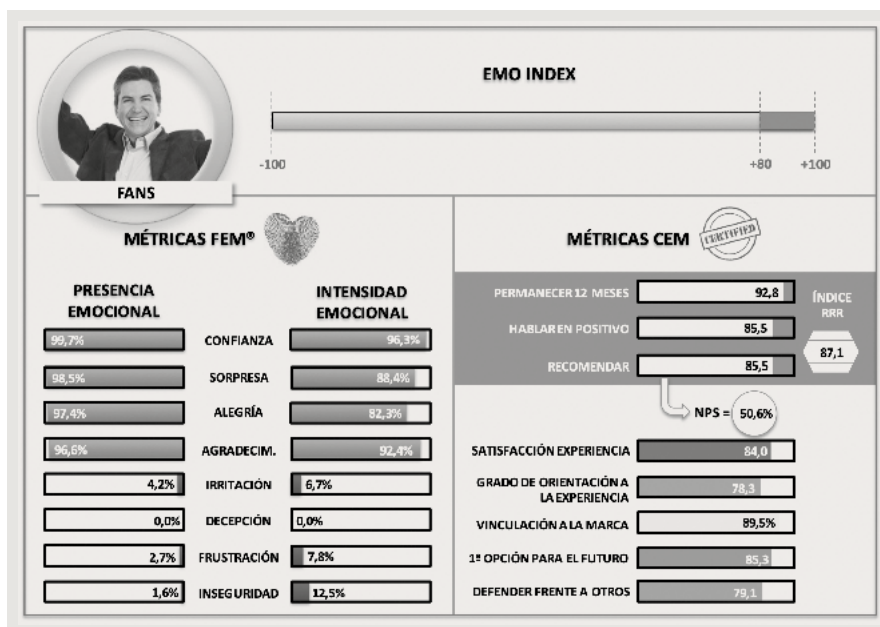 EMO INDEX
-100
+80
+100
FANS
MÉTRICAS FEM®
PRESENCIA
EMOCIONAL
INTENSIDAD
EMOCIONAL
99,7% CONFIANZA 96,3%
98,5% SORPRESA 88,4%
97,4% ALEGRÍA 82,3%
96,6% AGRADECIM. 92,4%
4,2% IRRITACIÓN 6,7%
0,0% DECEPCIÓN 0,0%
2,7% FRUSTRACIÓN 7,8%
1,6% INSEGURIDAD 12,5%
MÉTRICAS CEM
CERTIFIED
PERMANECER 12 MESES 92,8
HABLAR EN POSITIVO 85,5
RECOMENDAR 85,5
ÍNDICE
RRR
87,1
NPS = 50,6%
SATISFACCIÓN EXPERIENCIA 84,0
GRADO DE ORIENTACIÓN A
LA EXPERIENCIA 78,3
VINCULACIÓN A LA MARCA 89,5%
1ª OPCIÓN PARA EL FUTURO 85,3
DEFENDER FRENTE A OTROS 79,1